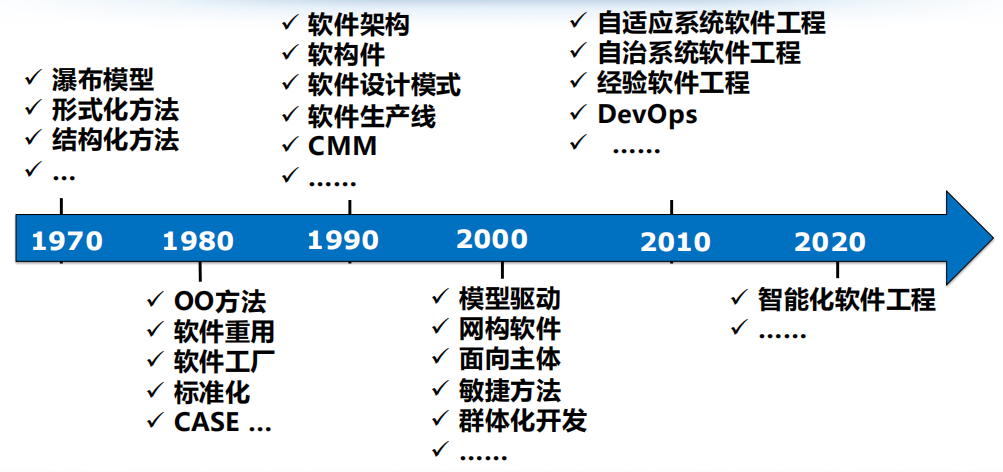 ✓ 瀑布模型
✓ 形式化方法
✓ 结构化方法
✓ ...
✓ 软件架构
✓ 软构件
✓ 软件设计模式
✓ 软件生产线
✓ CMM
✓ ……
✓ 自适应系统软件工程
✓ 自治系统软件工程
✓ 经验软件工程
✓ DevOps
✓ ……
1970 1980 1990 2000 2010 2020
✓ OO方法
✓ 软件重用
✓ 软件工厂
✓ 标准化
✓ CASE ...
✓ 模型驱动
✓ 网构软件
✓ 面向主体
✓ 敏捷方法
✓ 群体化开发
✓ ……
✓ 智能化软件工程
✓ ……